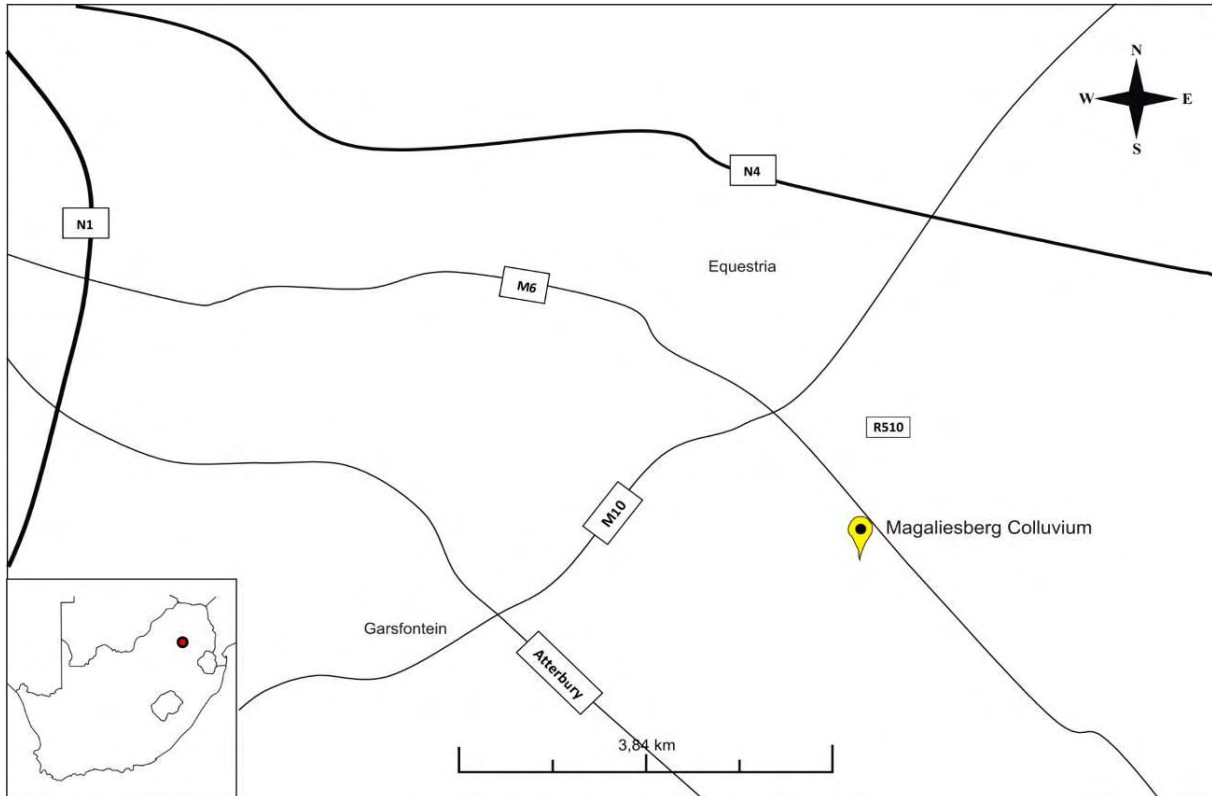 N
W E
S
N4
N1
Equestria
M6
R510
M10
Magaliesberg Colluvium
Garsfontein
Atterbury
3,84 km